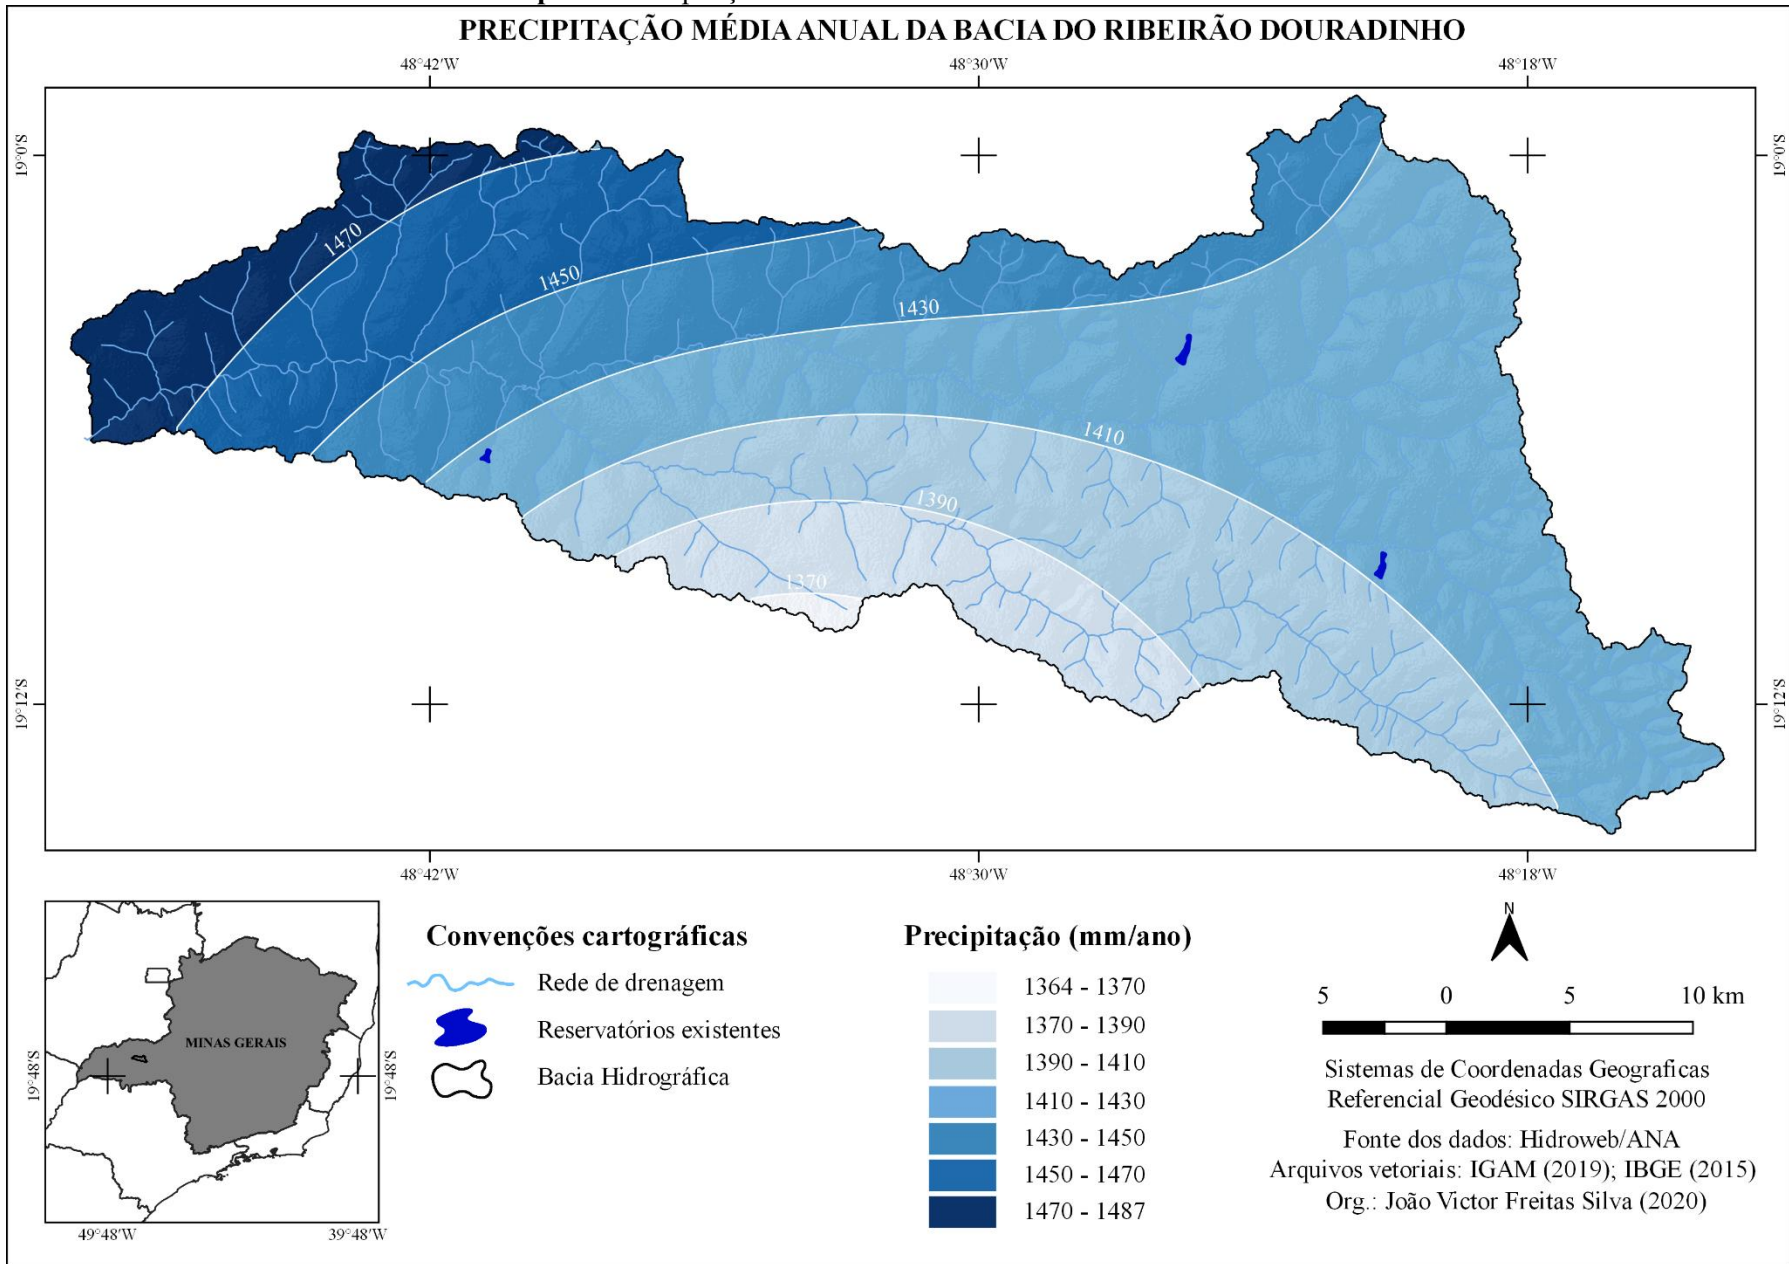 PRECIPITAÇÃO MÉDIA ANUAL DA BACIA DO RIBEIRÃO DOURADINHO
48°42'W 48°30'W 48°18'W
19°0'S 19°0'S
1470
1450
1430
1410
1390
1370
19°12'S 19°12'S
48°42'W 48°30'W 48°18'W
MINAS GERAIS
19°48'S 19°48'S
49°48'W 39°48'W
Convenções cartográficas
Rede de drenagem
Reservatórios existentes
Bacia Hidrográfica
Precipitação (mm/ano)
1364 - 1370
1370 - 1390
1390 - 1410
1410 - 1430
1430 - 1450
1450 - 1470
1470 - 1487
N
5 0 5 10 km
Sistemas de Coordenadas Geograficas
Referencial Geodésico SIRGAS 2000
Fonte dos dados: Hidroweb/ANA
Arquivos vetoriais: IGAM (2019); IBGE (2015)
Org.: João Victor Freitas Silva (2020)